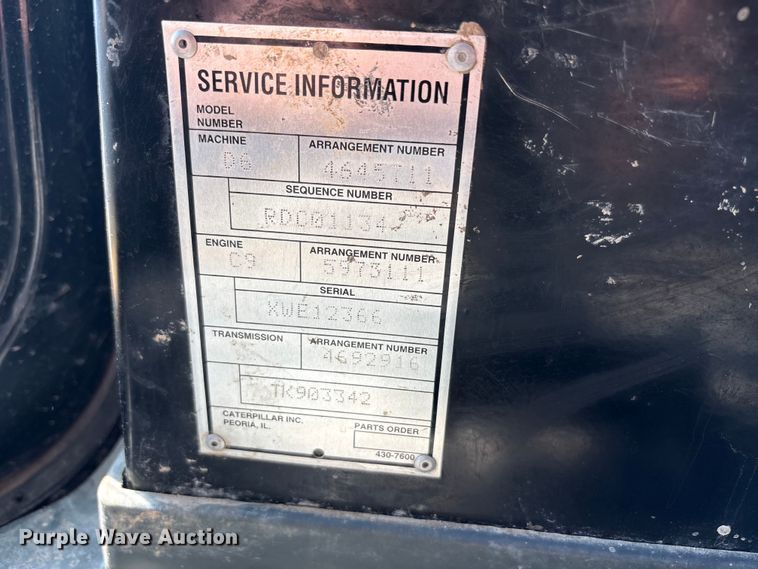 SERVICE INFORMATION
MODEL
NUMBER
MACHINE ARRANGEMENT NUMBER
D6 4645711
SEQUENCE NUMBER
RDC01134
ENGINE ARRANGEMENT NUMBER
C9 5973111
SERIAL
XWE12366
TRANSMISSION ARRANGEMENT NUMBER
4692916
TK903342
CATERPILLAR INC. PARTS ORDER
PEORIA, IL.
430-7600
Purple Wave Auction